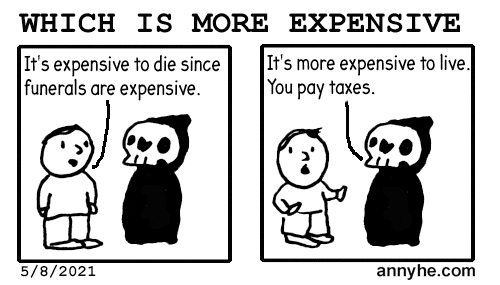 WHICH IS MORE EXPENSIVE
It's expensive to die since
funerals are expensive.
It's more expensive to live.
You pay taxes.
5/8/2021
annyhe.com